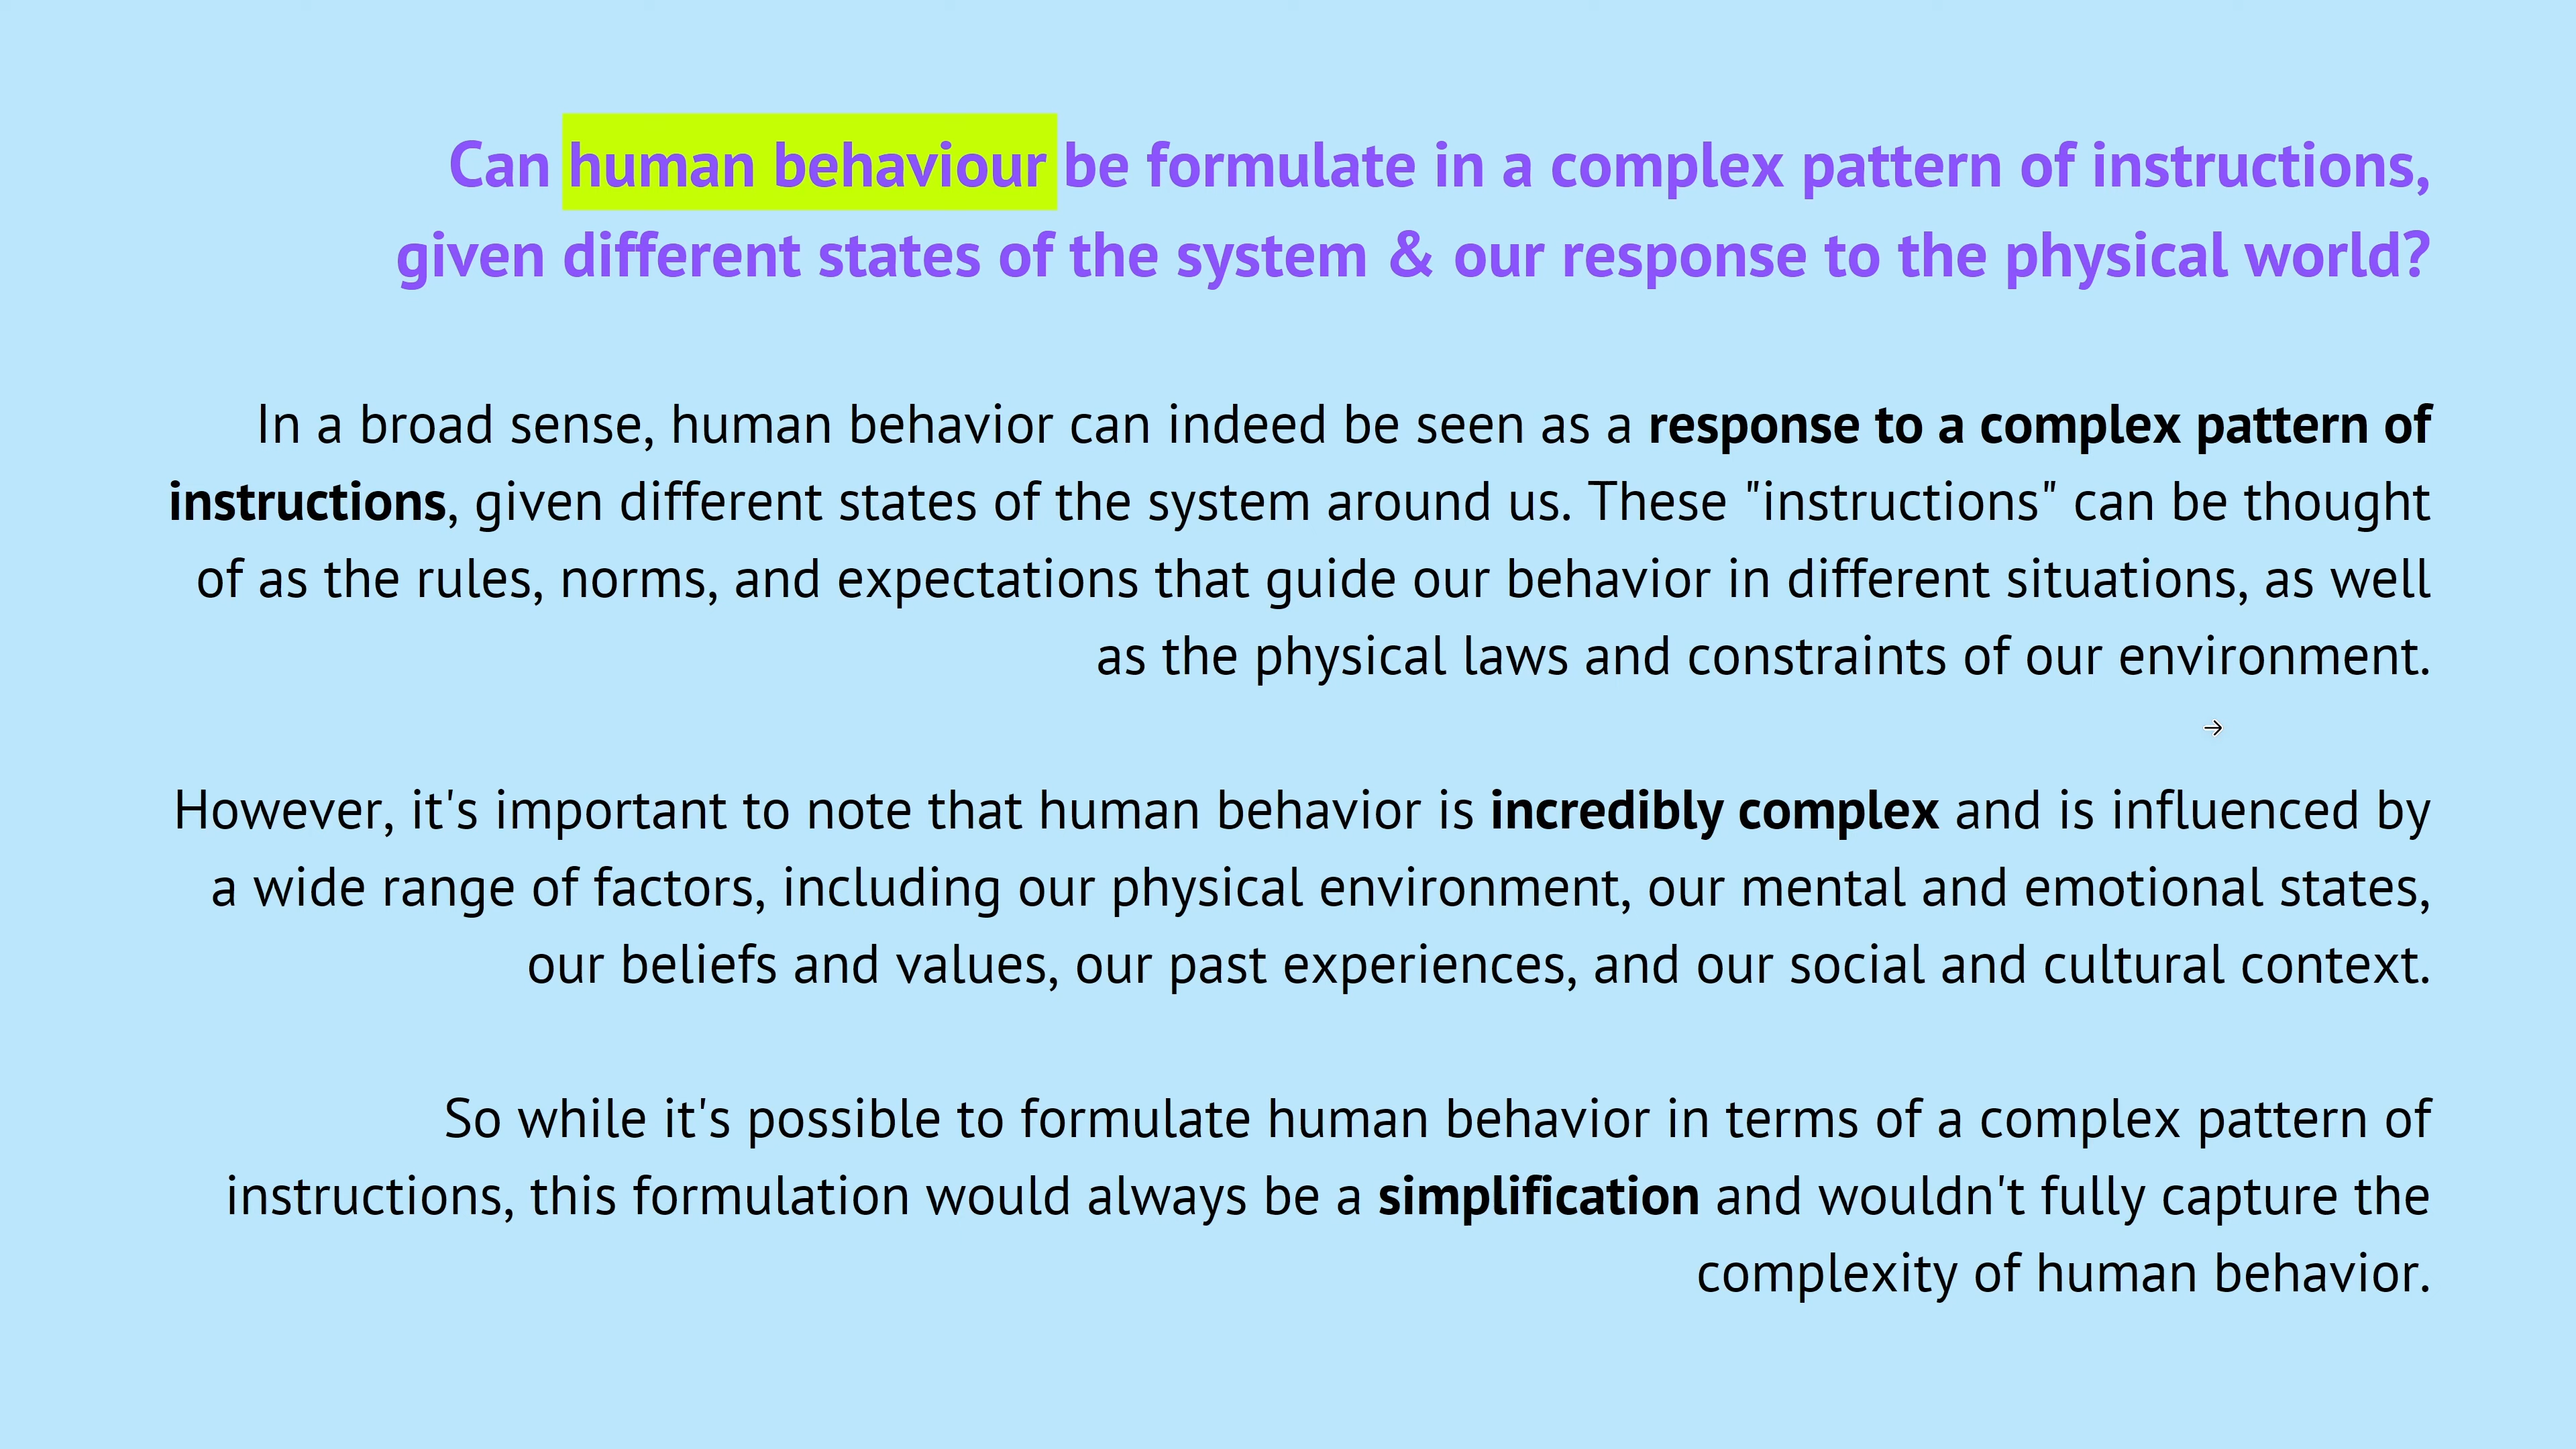 Can human behaviour be formulate in a complex pattern of instructions,
given different states of the system & our response to the physical world?
In a broad sense, human behavior can indeed be seen as a response to a complex pattern of
instructions, given different states of the system around us. These "instructions" can be thought
of as the rules, norms, and expectations that guide our behavior in different situations, as well
as the physical laws and constraints of our environment.
However, it's important to note that human behavior is incredibly complex and is influenced by
a wide range of factors, including our physical environment, our mental and emotional states,
our beliefs and values, our past experiences, and our social and cultural context.
So while it's possible to formulate human behavior in terms of a complex pattern of
instructions, this formulation would always be a simplification and wouldn't fully capture the
complexity of human behavior.